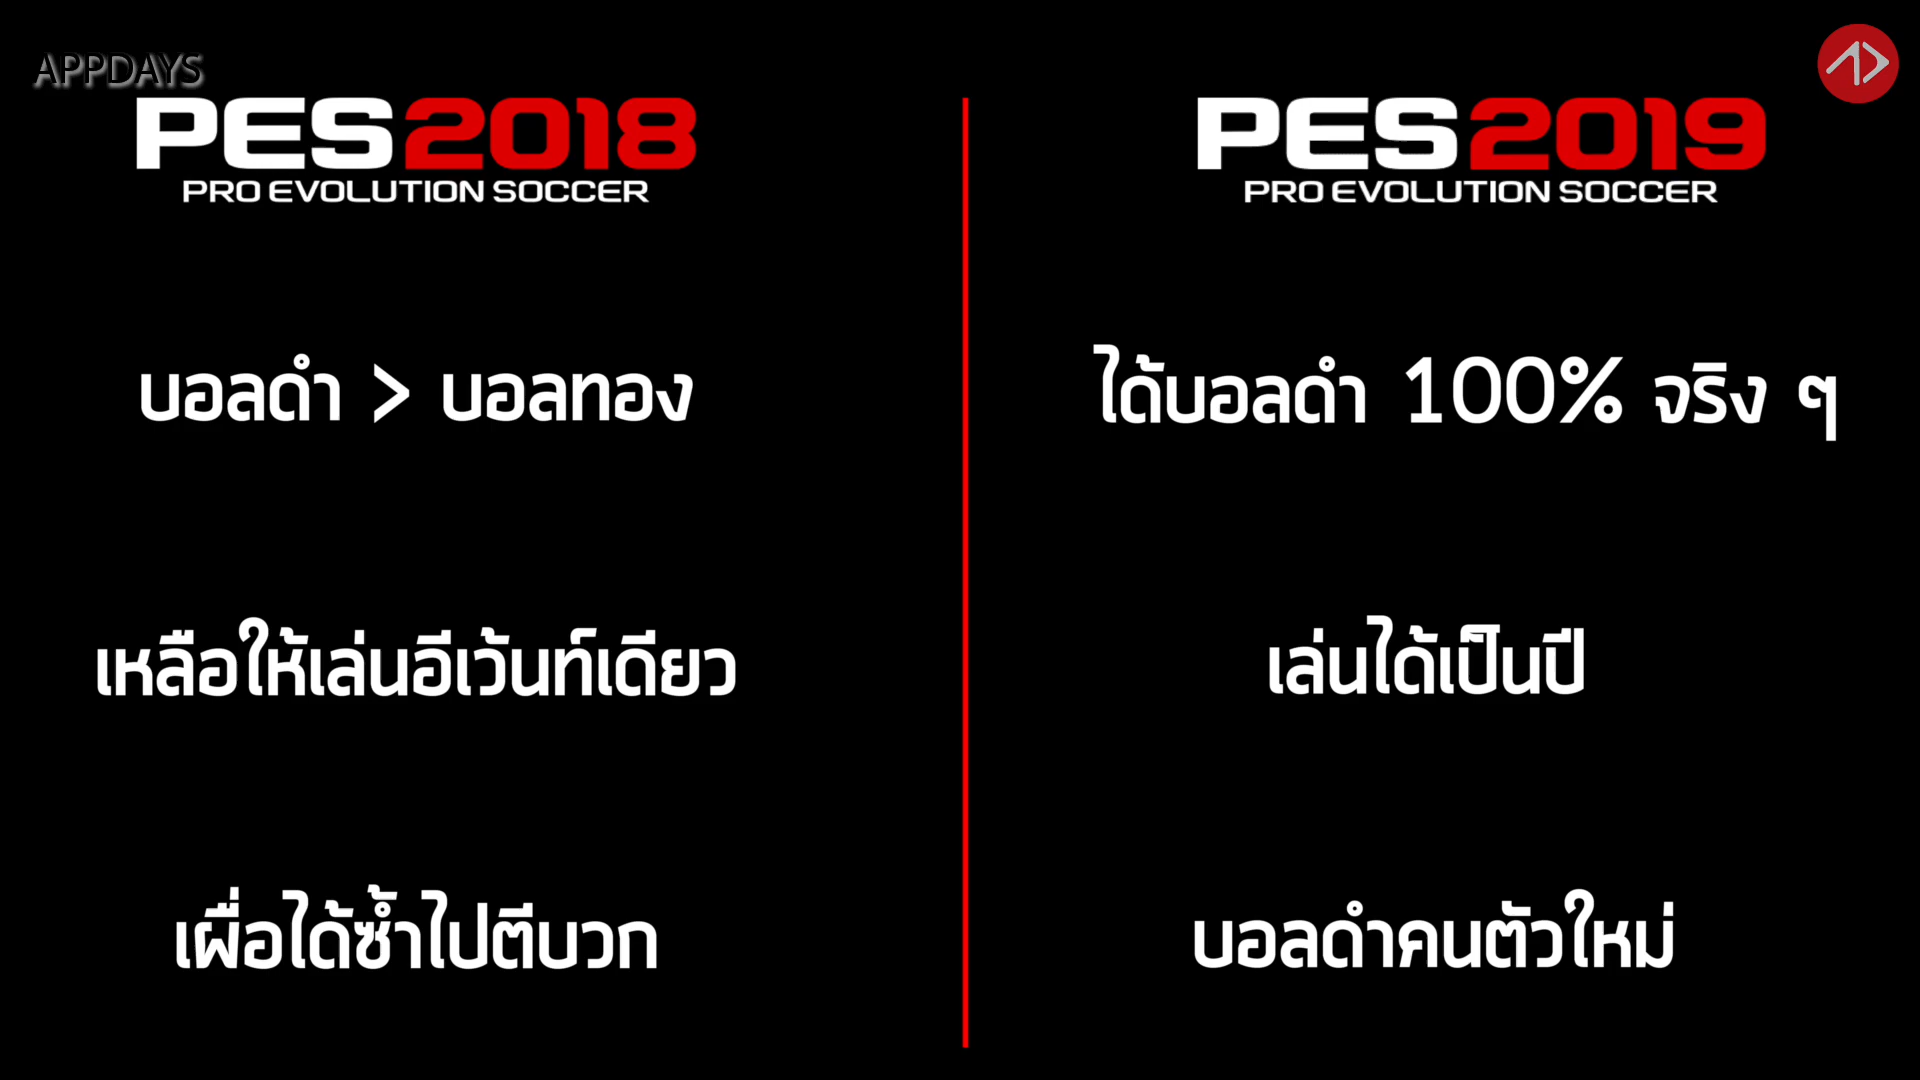 APPDAYS
PES2018
PRO EVOLUTION SOCCER
บอลดำ > บอลทอง
เหลือให้เล่นอีเว้นท์เดียว
เผื่อได้ซ้ำไปตีบวก
PES2019
PRO EVOLUTION SOCCER
ได้บอลดำ 100% จริง ๆ
เล่นได้เป็นปี
บอลดำคนตัวใหม่